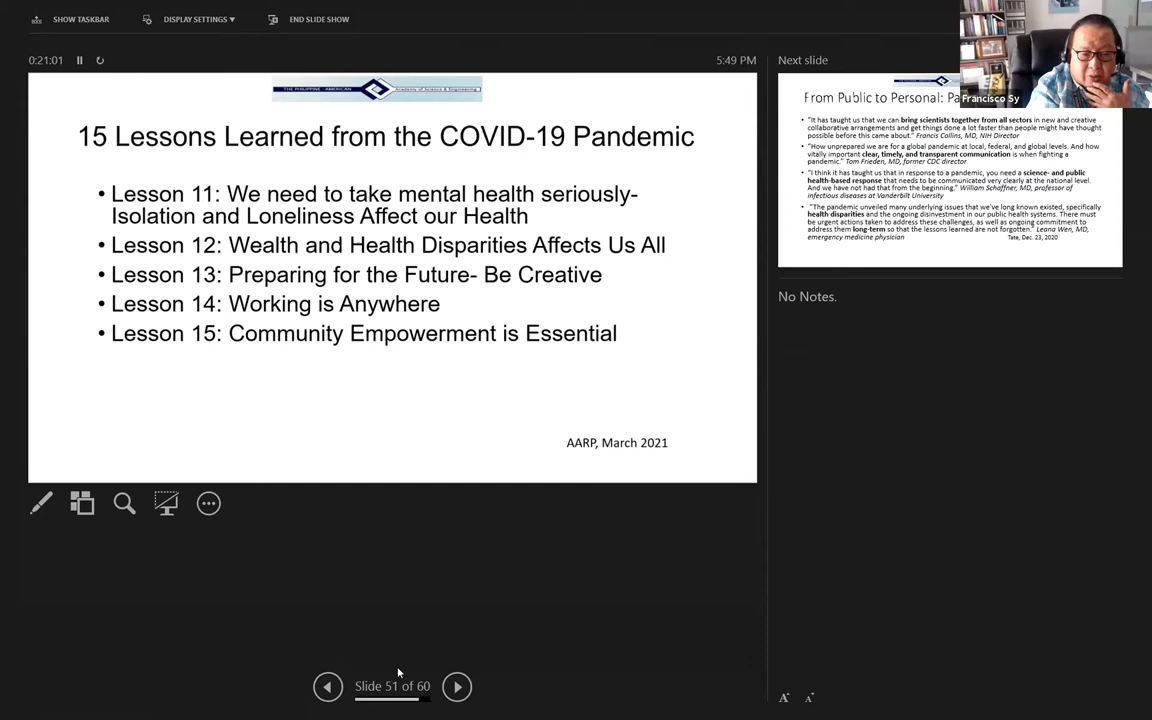 SHOW TASKBAR
DISPLAY SETTINGS ▾
END SLIDE SHOW
0:21:01
5:49 PM
THE PHILIPPINE - AMERICAN
Academy of Science & Engineering
15 Lessons Learned from the COVID-19 Pandemic
• Lesson 11: We need to take mental health seriously-
Isolation and Loneliness Affect our Health
• Lesson 12: Wealth and Health Disparities Affects Us All
• Lesson 13: Preparing for the Future- Be Creative
• Lesson 14: Working is Anywhere
• Lesson 15: Community Empowerment is Essential
AARP, March 2021
Slide 51 of 60
Next slide
From Public to Personal: Pa
Francisco Sy
• "It has taught us that we can bring scientists together from all sectors in new and creative
collaborative arrangements and get things done a lot faster than people might have thought
possible before this came about." Francis Collins, MD, NIH Director
• "How unprepared we are for a global pandemic at local, federal, and global levels. And how
vitally important clear, timely, and transparent communication is when fighting a
pandemic." Tom Frieden, MD, former CDC director
• "I think it has taught us that in response to a pandemic, you need a science- and public
health-based response that needs to be communicated very clearly at the national level.
And we have not had that from the beginning." William Schaffner, MD, professor of
infectious diseases at Vanderbilt University
• "The pandemic unveiled many underlying issues that we've long known existed, specifically
health disparities and the ongoing disinvestment in our public health systems. There must
be urgent actions taken to address these challenges, as well as ongoing commitment to
address them long-term so that the lessons learned are not forgotten." Leana Wen, MD,
emergency medicine physician
Tate, Dec. 23, 2020
No Notes.
A
A